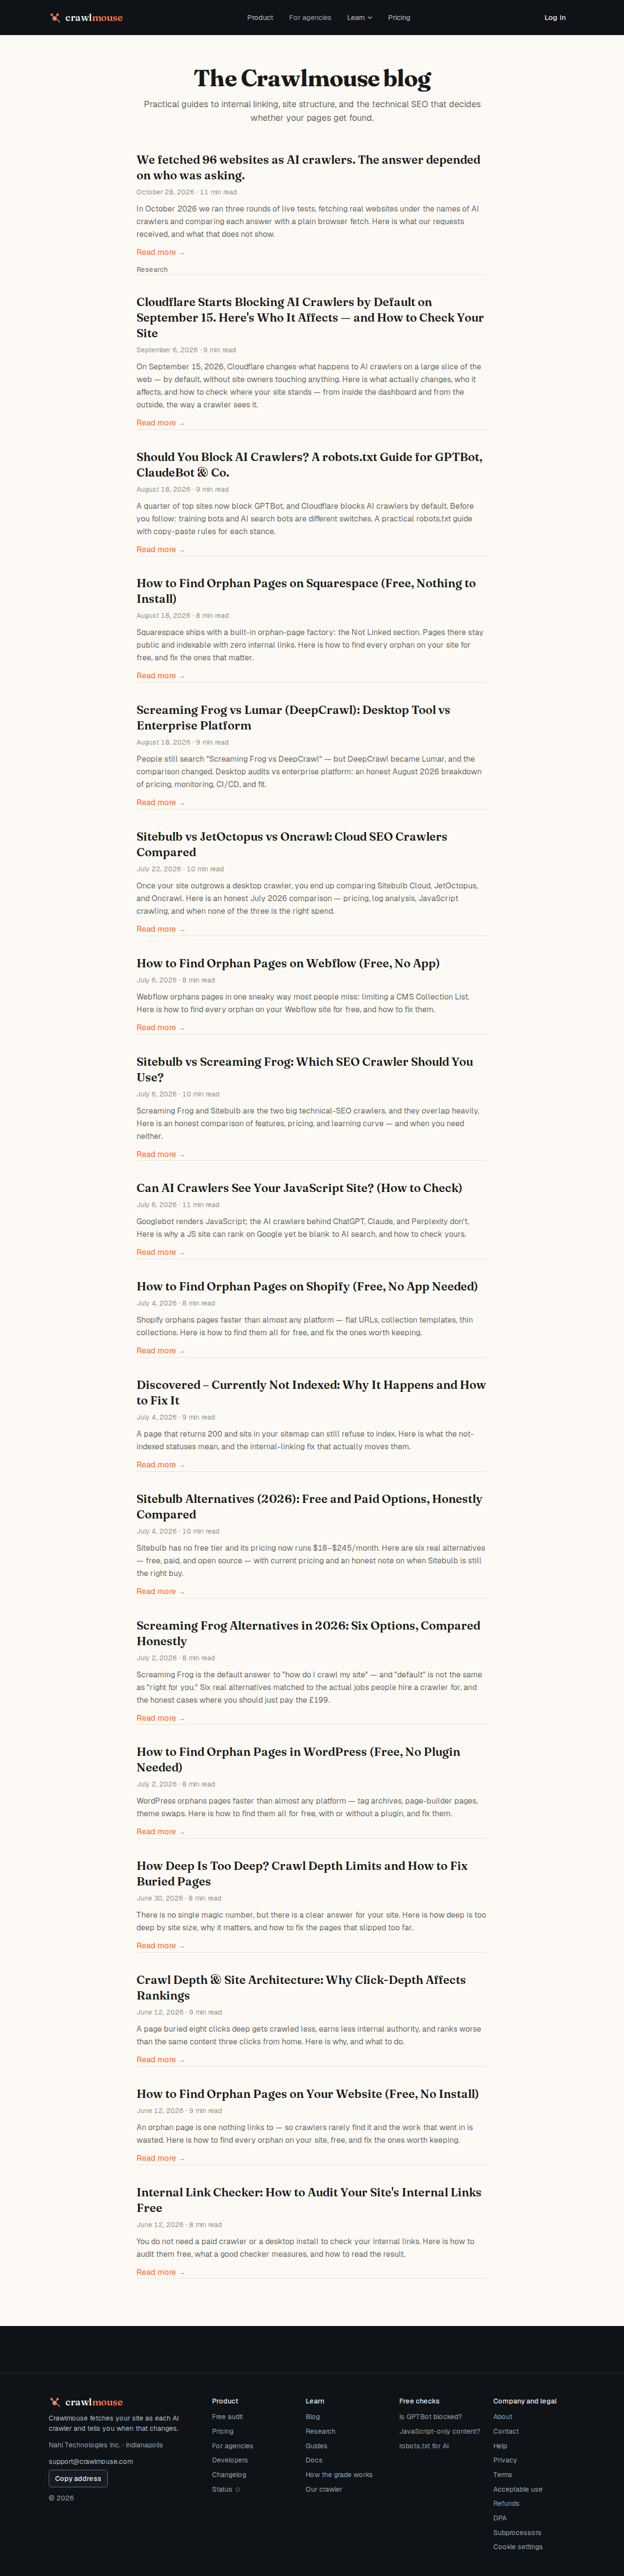 crawlmouse
Product
For agencies
Learn
Pricing
Log in
The Crawlmouse blog
Practical guides to internal linking, site structure, and the technical SEO that decides
whether your pages get found.
We fetched 96 websites as AI crawlers. The answer depended
on who was asking.
October 28, 2026 · 11 min read
In October 2026 we ran three rounds of live tests, fetching real websites under the names of AI
crawlers and comparing each answer with a plain browser fetch. Here is what our requests
received, and what that does not show.
Read more →
Research
Cloudflare Starts Blocking AI Crawlers by Default on
September 15. Here's Who It Affects — and How to Check Your
Site
September 6, 2026 · 9 min read
On September 15, 2026, Cloudflare changes what happens to AI crawlers on a large slice of the
web — by default, without site owners touching anything. Here is what actually changes, who it
affects, and how to check where your site stands — from inside the dashboard and from the
outside, the way a crawler sees it.
Read more →
Should You Block AI Crawlers? A robots.txt Guide for GPTBot,
ClaudeBot & Co.
August 18, 2026 · 9 min read
A quarter of top sites now block GPTBot, and Cloudflare blocks AI crawlers by default. Before
you follow: training bots and AI search bots are different switches. A practical robots.txt guide
with copy-paste rules for each stance.
Read more →
How to Find Orphan Pages on Squarespace (Free, Nothing to
Install)
August 18, 2026 · 8 min read
Squarespace ships with a built-in orphan-page factory: the Not Linked section. Pages there stay
public and indexable with zero internal links. Here is how to find every orphan on your site for
free, and fix the ones that matter.
Read more →
Screaming Frog vs Lumar (DeepCrawl): Desktop Tool vs
Enterprise Platform
August 18, 2026 · 9 min read
People still search "Screaming Frog vs DeepCrawl" — but DeepCrawl became Lumar, and the
comparison changed. Desktop audits vs enterprise platform: an honest August 2026 breakdown
of pricing, monitoring, CI/CD, and fit.
Read more →
Sitebulb vs JetOctopus vs Oncrawl: Cloud SEO Crawlers
Compared
July 22, 2026 · 10 min read
Once your site outgrows a desktop crawler, you end up comparing Sitebulb Cloud, JetOctopus,
and Oncrawl. Here is an honest July 2026 comparison — pricing, log analysis, JavaScript
crawling, and when none of the three is the right spend.
Read more →
How to Find Orphan Pages on Webflow (Free, No App)
July 6, 2026 · 8 min read
Webflow orphans pages in one sneaky way most people miss: limiting a CMS Collection List.
Here is how to find every orphan on your Webflow site for free, and how to fix them.
Read more →
Sitebulb vs Screaming Frog: Which SEO Crawler Should You
Use?
July 6, 2026 · 10 min read
Screaming Frog and Sitebulb are the two big technical-SEO crawlers, and they overlap heavily.
Here is an honest comparison of features, pricing, and learning curve — and when you need
neither.
Read more →
Can AI Crawlers See Your JavaScript Site? (How to Check)
July 6, 2026 · 11 min read
Googlebot renders JavaScript; the AI crawlers behind ChatGPT, Claude, and Perplexity don't.
Here is why a JS site can rank on Google yet be blank to AI search, and how to check yours.
Read more →
How to Find Orphan Pages on Shopify (Free, No App Needed)
July 4, 2026 · 8 min read
Shopify orphans pages faster than almost any platform — flat URLs, collection templates, thin
collections. Here is how to find them all for free, and fix the ones worth keeping.
Read more →
Discovered – Currently Not Indexed: Why It Happens and How
to Fix It
July 4, 2026 · 9 min read
A page that returns 200 and sits in your sitemap can still refuse to index. Here is what the not-
indexed statuses mean, and the internal-linking fix that actually moves them.
Read more →
Sitebulb Alternatives (2026): Free and Paid Options, Honestly
Compared
July 4, 2026 · 10 min read
Sitebulb has no free tier and its pricing now runs $18–$245/month. Here are six real alternatives
— free, paid, and open source — with current pricing and an honest note on when Sitebulb is still
the right buy.
Read more →
Screaming Frog Alternatives in 2026: Six Options, Compared
Honestly
July 2, 2026 · 8 min read
Screaming Frog is the default answer to "how do I crawl my site" — and "default" is not the same
as "right for you." Six real alternatives matched to the actual jobs people hire a crawler for, and
the honest cases where you should just pay the £199.
Read more →
How to Find Orphan Pages in WordPress (Free, No Plugin
Needed)
July 2, 2026 · 8 min read
WordPress orphans pages faster than almost any platform — tag archives, page-builder pages,
theme swaps. Here is how to find them all for free, with or without a plugin, and fix them.
Read more →
How Deep Is Too Deep? Crawl Depth Limits and How to Fix
Buried Pages
June 30, 2026 · 8 min read
There is no single magic number, but there is a clear answer for your site. Here is how deep is too
deep by site size, why it matters, and how to fix the pages that slipped too far.
Read more →
Crawl Depth & Site Architecture: Why Click-Depth Affects
Rankings
June 12, 2026 · 9 min read
A page buried eight clicks deep gets crawled less, earns less internal authority, and ranks worse
than the same content three clicks from home. Here is why, and what to do.
Read more →
How to Find Orphan Pages on Your Website (Free, No Install)
June 12, 2026 · 9 min read
An orphan page is one nothing links to — so crawlers rarely find it and the work that went in is
wasted. Here is how to find every orphan on your site, free, and fix the ones worth keeping.
Read more →
Internal Link Checker: How to Audit Your Site's Internal Links
Free
June 12, 2026 · 8 min read
You do not need a paid crawler or a desktop install to check your internal links. Here is how to
audit them free, what a good checker measures, and how to read the result.
Read more →
crawlmouse
Crawlmouse fetches your site as each AI
crawler and tells you when that changes.
Nahl Technologies Inc. · Indianapolis
support@crawlmouse.com
Copy address
© 2026
Product
Free audit
Pricing
For agencies
Developers
Changelog
Status
Learn
Blog
Research
Guides
Docs
How the grade works
Our crawler
Free checks
Is GPTBot blocked?
JavaScript-only content?
robots.txt for AI
Company and legal
About
Contact
Help
Privacy
Terms
Acceptable use
Refunds
DPA
Subprocessors
Cookie settings